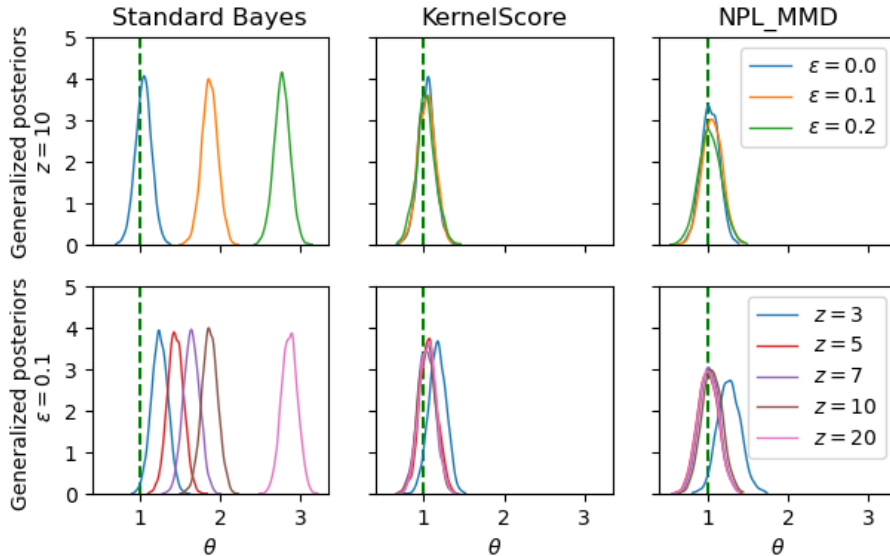 Standard Bayes
KernelScore
NPL_MMD
Generalized posteriors
z = 10
5
4
3
2
1
0
ε = 0.0
ε = 0.1
ε = 0.2
Generalized posteriors
ε = 0.1
5
4
3
2
1
0
z = 3
z = 5
z = 7
z = 10
z = 20
1 2 3
1 2 3
1 2 3
θ
θ
θ